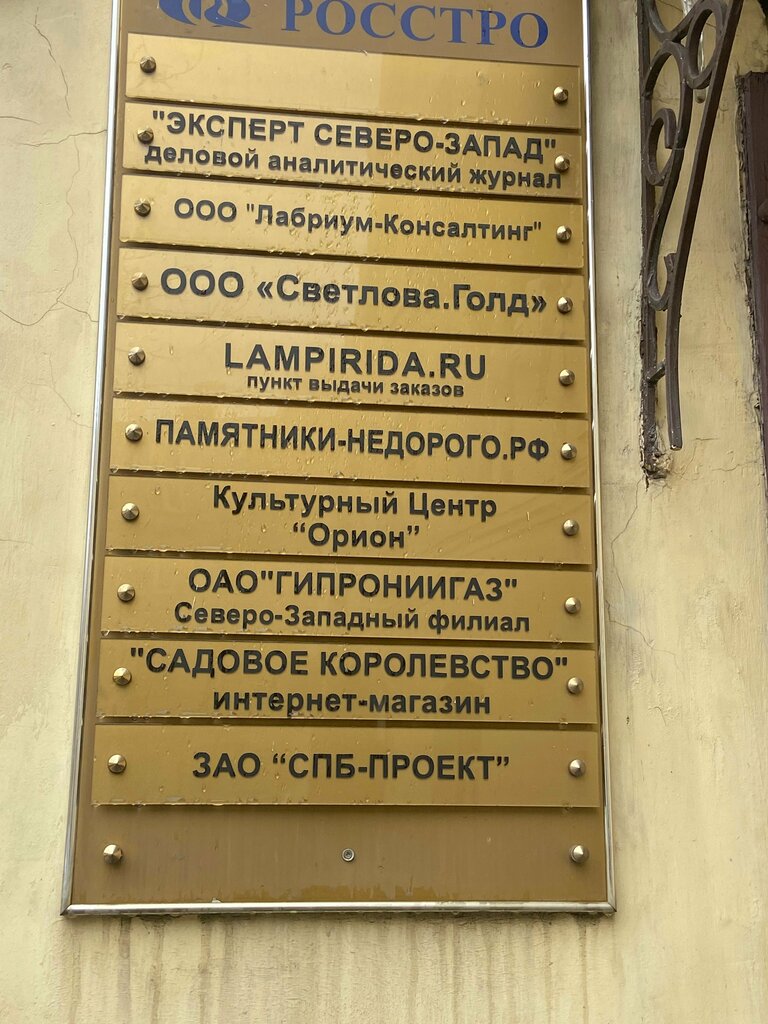 РОССТРО
"ЭКСПЕРТ СЕВЕРО-ЗАПАД"
деловой аналитический журнал
ООО "Лабриум-Консалтинг"
ООО «Светлова.Голд»
LAMPIRIDA.RU
пункт выдачи заказов
ПАМЯТНИКИ-НЕДОРОГО.РФ
Культурный Центр
“Орион”
ОАО"ГИПРОНИИГАЗ"
Северо-Западный филиал
"САДОВОЕ КОРОЛЕВСТВО"
интернет-магазин
ЗАО “СПБ-ПРОЕКТ”